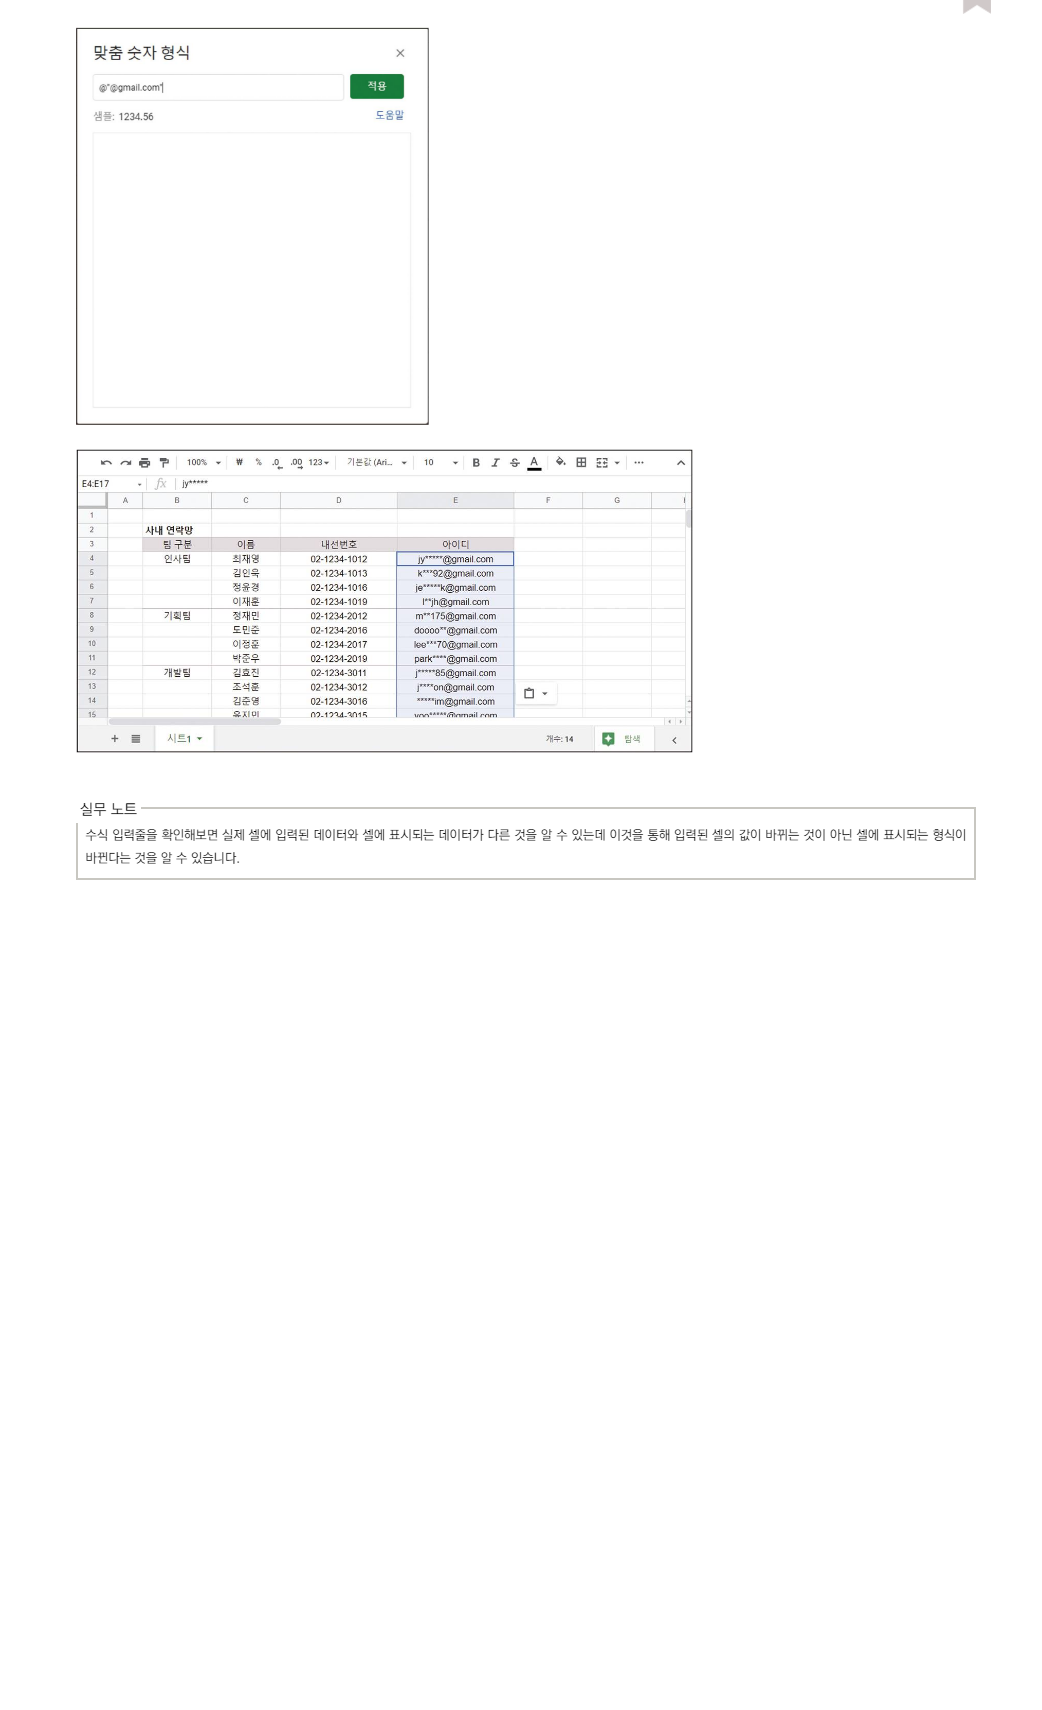 맞춤 숫자 형식
@"@gmail.com"
적용
샘플: 1234.56
도움말
100% ₩ % .0 .00 123 기본값 (Ari... 10 B I S A
E4:E17 fx jy*****
A B C D E F G
1
2 사내 연락망
3 팀 구분 이름 내선번호 아이디
4 인사팀 최재영 02-1234-1012 jy*****@gmail.com
5 김인욱 02-1234-1013 k***92@gmail.com
6 정윤경 02-1234-1016 je*****k@gmail.com
7 이재훈 02-1234-1019 l**jh@gmail.com
8 기획팀 정재민 02-1234-2012 m**175@gmail.com
9 도민준 02-1234-2016 doooo**@gmail.com
10 이정훈 02-1234-2017 lee***70@gmail.com
11 박준우 02-1234-2019 park****@gmail.com
12 개발팀 김효진 02-1234-3011 j*****85@gmail.com
13 조석훈 02-1234-3012 j****on@gmail.com
14 김준영 02-1234-3016 *****im@gmail.com
15 유지민 02-1234-3015 yoo*****@gmail.com
시트1 개수: 14 탐색
실무 노트
수식 입력줄을 확인해보면 실제 셀에 입력된 데이터와 셀에 표시되는 데이터가 다른 것을 알 수 있는데 이것을 통해 입력된 셀의 값이 바뀌는 것이 아닌 셀에 표시되는 형식이
바뀐다는 것을 알 수 있습니다.